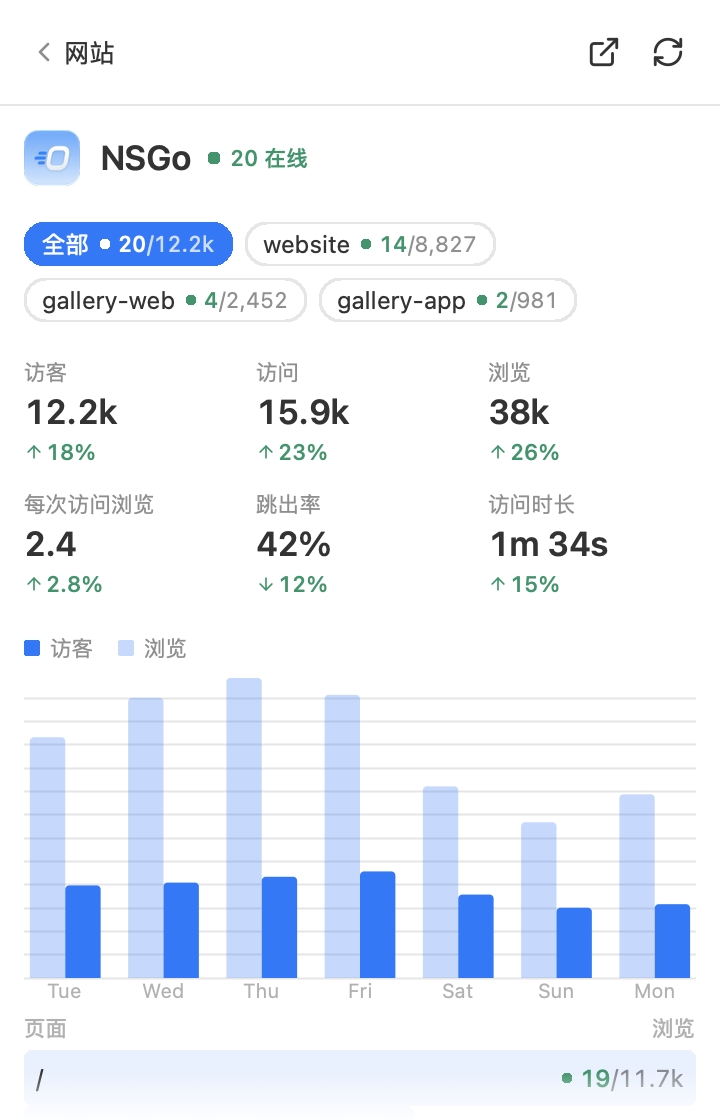 网站
NSGo 20 在线
全部 20/12.2k website 14/8,827
gallery-web 4/2,452 gallery-app 2/981
访客 访问 浏览
12.2k 15.9k 38k
↑ 18% ↑ 23% ↑ 26%
每次访问浏览 跳出率 访问时长
2.4 42% 1m 34s
↑ 2.8% ↓ 12% ↑ 15%
访客 浏览
Tue Wed Thu Fri Sat Sun Mon
页面 浏览
/ 19/11.7k